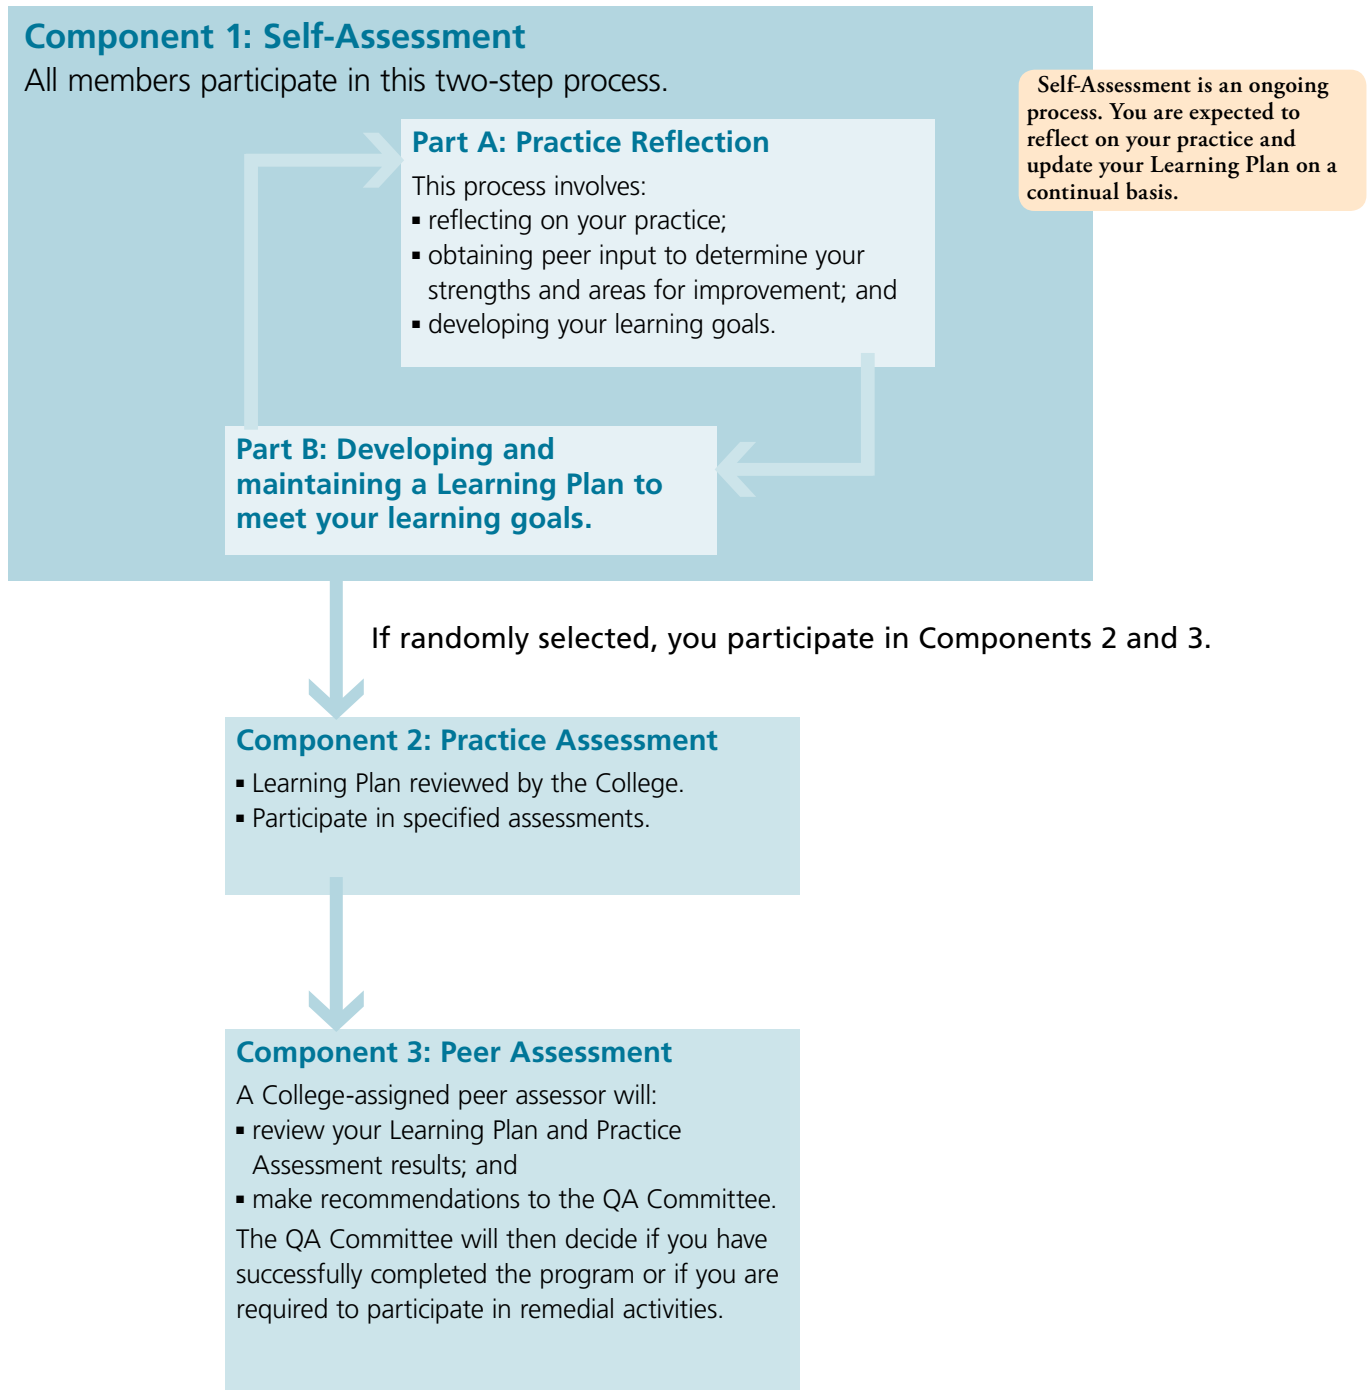 Component 1: Self-Assessment
All members participate in this two-step process.
Self-Assessment is an ongoing
process. You are expected to
reflect on your practice and
update your Learning Plan on a
continual basis.
Part A: Practice Reflection
This process involves:
▪ reflecting on your practice;
▪ obtaining peer input to determine your
strengths and areas for improvement; and
▪ developing your learning goals.
Part B: Developing and
maintaining a Learning Plan to
meet your learning goals.
If randomly selected, you participate in Components 2 and 3.
Component 2: Practice Assessment
▪ Learning Plan reviewed by the College.
▪ Participate in specified assessments.
Component 3: Peer Assessment
A College-assigned peer assessor will:
▪ review your Learning Plan and Practice
Assessment results; and
▪ make recommendations to the QA Committee.
The QA Committee will then decide if you have
successfully completed the program or if you are
required to participate in remedial activities.